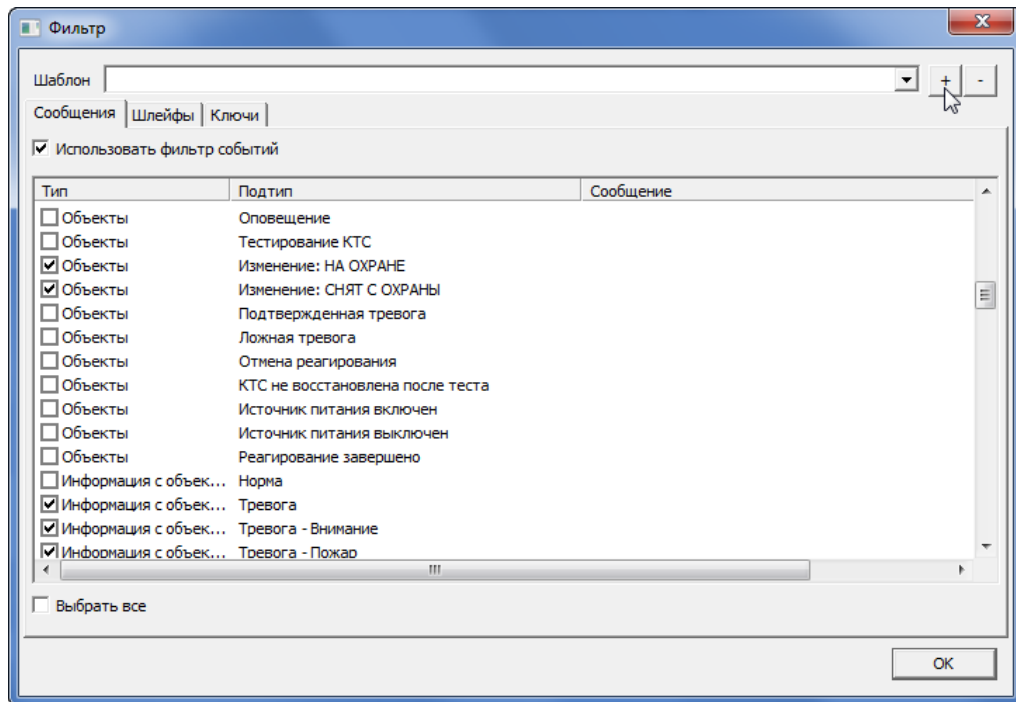 Фильтр
Шаблон + -
Сообщения Шлейфы Ключи
Использовать фильтр событий
Тип Подтип Сообщение
Объекты Оповещение
Объекты Тестирование КТС
Объекты Изменение: НА ОХРАНЕ
Объекты Изменение: СНЯТ С ОХРАНЫ
Объекты Подтвержденная тревога
Объекты Ложная тревога
Объекты Отмена реагирования
Объекты КТС не восстановлена после теста
Объекты Источник питания включен
Объекты Источник питания выключен
Объекты Реагирование завершено
Информация с объек... Норма
Информация с объек... Тревога
Информация с объек... Тревога - Внимание
Информация с объек... Тревога - Пожар
Выбрать все
OK